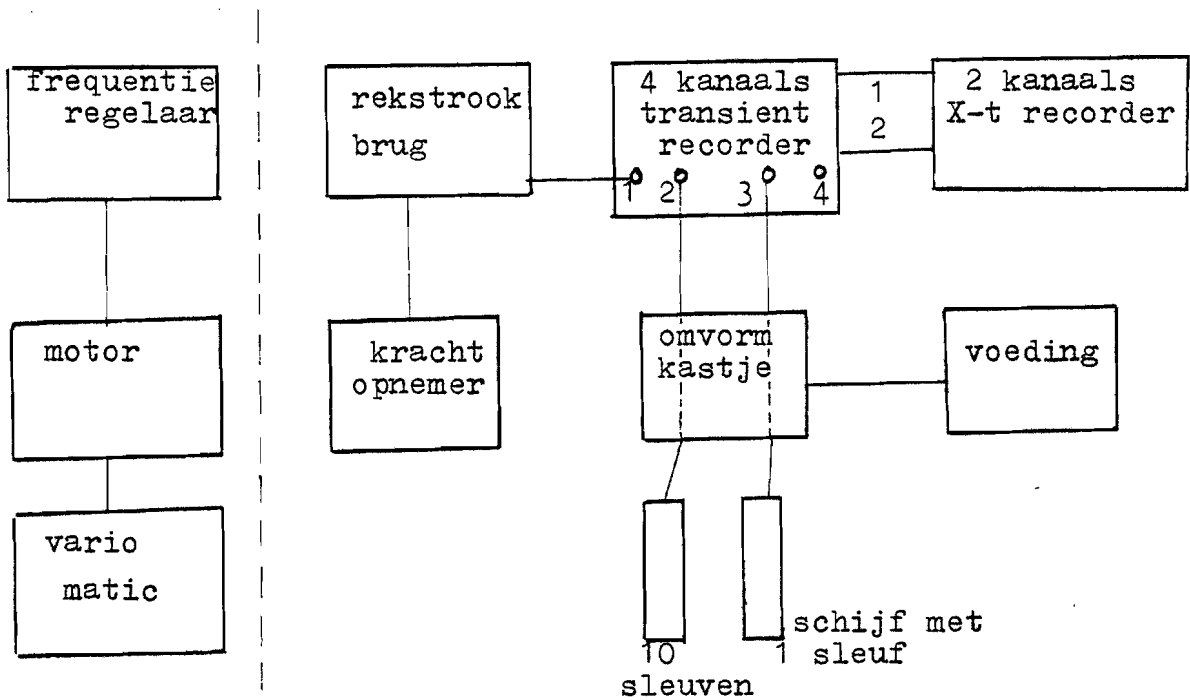 frequentie
regelaar
motor
vario
matic
rekstrook
brug
kracht
opnemer
4 kanaals
transient
recorder
1 2 3 4
1
2
2 kanaals
X-t recorder
omvorm
kastje
voeding
10
sleuven
schijf met
1 sleuf